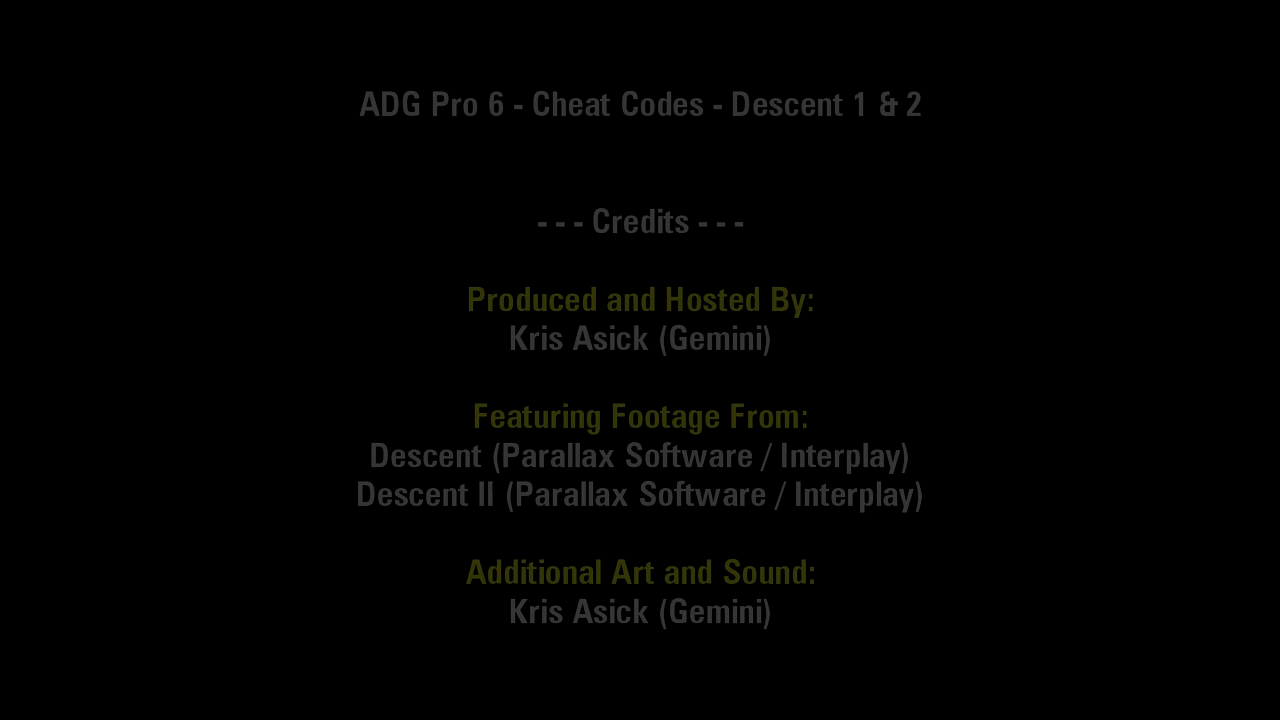 ADG Pro 6 - Cheat Codes - Descent 1 & 2
- - - Credits - - -
Produced and Hosted By:
Kris Asick (Gemini)
Featuring Footage From:
Descent (Parallax Software / Interplay)
Descent II (Parallax Software / Interplay)
Additional Art and Sound:
Kris Asick (Gemini)